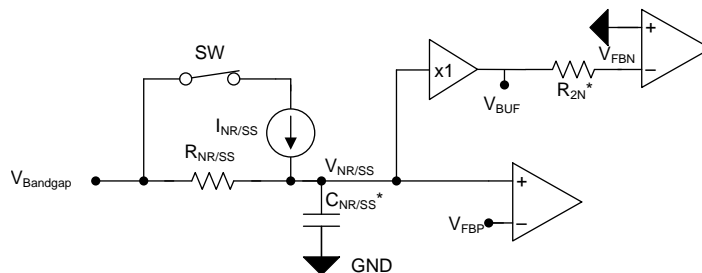 SW
x1
+
V_FBN
−
V_BUF
R_2N*
I_NR/SS
R_NR/SS
V_NR/SS
V_Bandgap
+
C_NR/SS*
V_FBP
−
GND